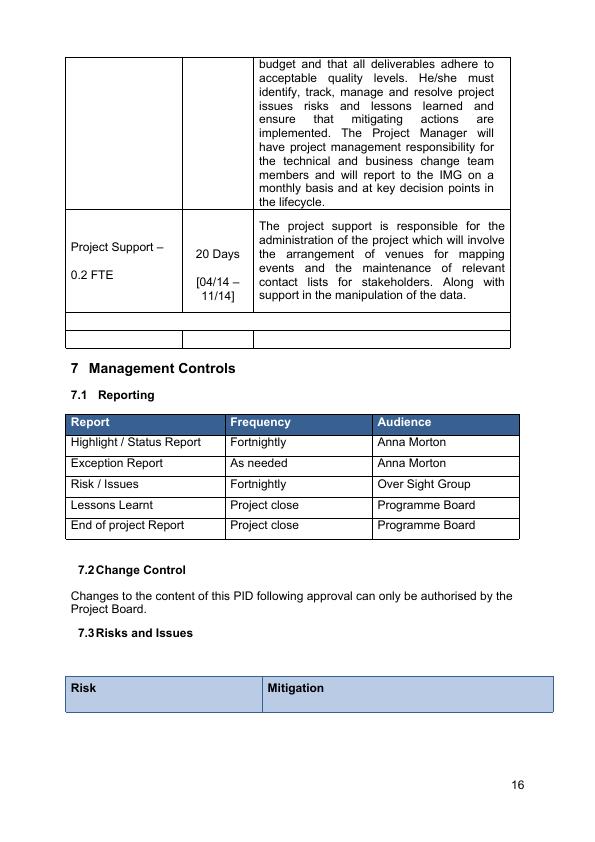 budget and that all deliverables adhere to
acceptable quality levels. He/she must
identify, track, manage and resolve project
issues risks and lessons learned and
ensure that mitigating actions are
implemented. The Project Manager will
have project management responsibility for
the technical and business change team
members and will report to the IMG on a
monthly basis and at key decision points in
the lifecycle.
Project Support –
0.2 FTE
20 Days
[04/14 –
11/14]
The project support is responsible for the
administration of the project which will involve
the arrangement of venues for mapping
events and the maintenance of relevant
contact lists for stakeholders. Along with
support in the manipulation of the data.
7 Management Controls
7.1 Reporting
Report Frequency Audience
Highlight / Status Report Fortnightly Anna Morton
Exception Report As needed Anna Morton
Risk / Issues Fortnightly Over Sight Group
Lessons Learnt Project close Programme Board
End of project Report Project close Programme Board
7.2 Change Control
Changes to the content of this PID following approval can only be authorised by the
Project Board.
7.3 Risks and Issues
Risk Mitigation
16